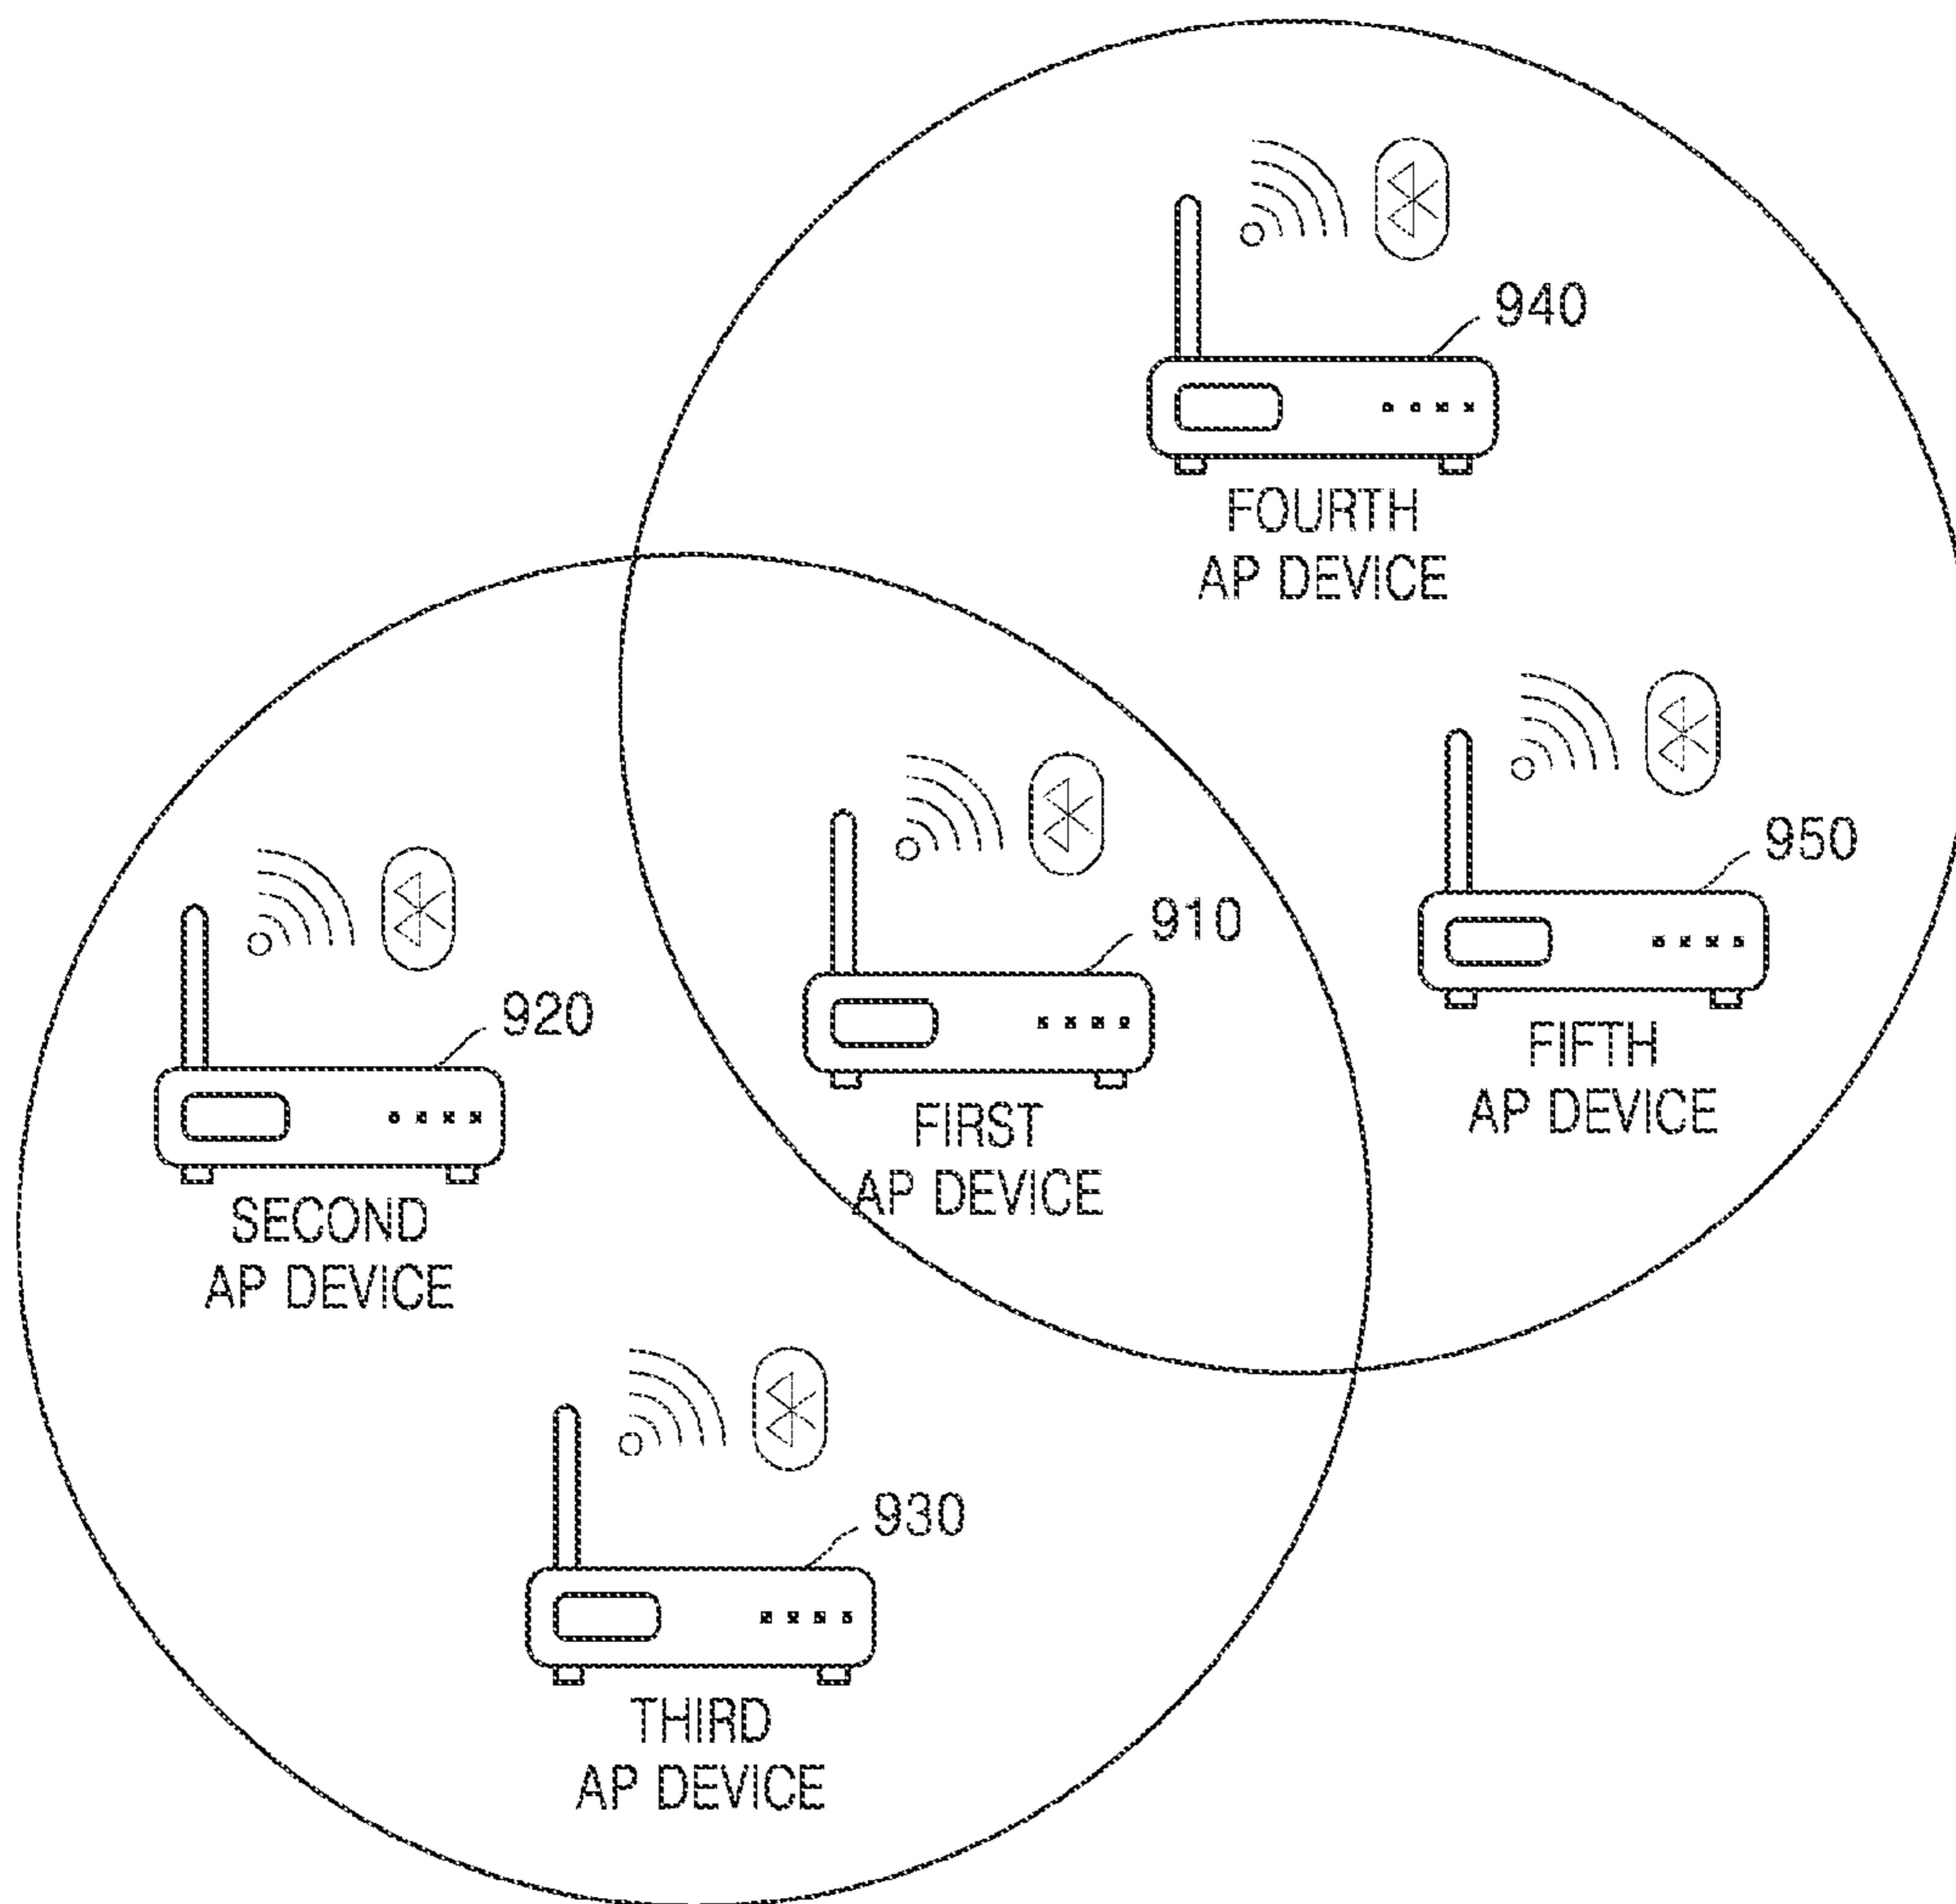 940
FOURTH
AP DEVICE
950
FIFTH
AP DEVICE
910
FIRST
AP DEVICE
920
SECOND
AP DEVICE
930
THIRD
AP DEVICE